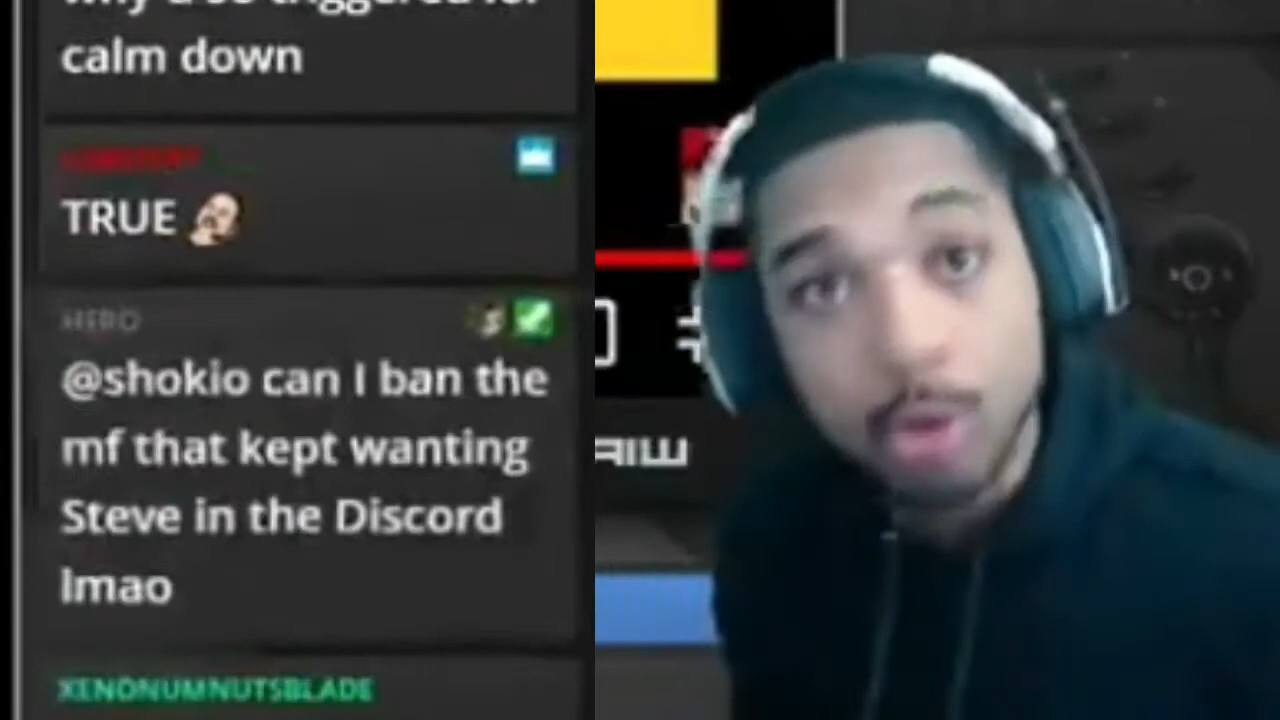 calm down
TRUE
HERO
@shokio can I ban the
mf that kept wanting
Steve in the Discord
lmao
XENONUMNUTSBLADE